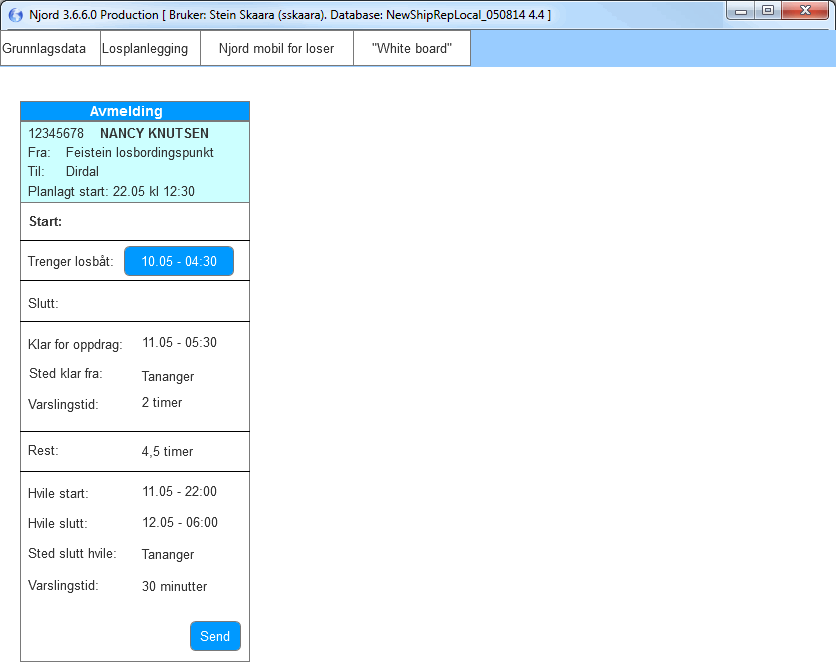 Njord 3.6.6.0 Production [ Bruker: Stein Skaara (sskaara). Database: NewShipRepLocal_050814 4.4 ]
Grunnlagsdata Losplanlegging Njord mobil for loser "White board"
Avmelding
12345678 NANCY KNUTSEN
Fra: Feistein losbordingspunkt
Til: Dirdal
Planlagt start: 22.05 kl 12:30
Start:
Trenger losbåt: 10.05 - 04:30
Slutt:
Klar for oppdrag: 11.05 - 05:30
Sted klar fra: Tananger
Varslingstid: 2 timer
Rest: 4,5 timer
Hvile start: 11.05 - 22:00
Hvile slutt: 12.05 - 06:00
Sted slutt hvile: Tananger
Varslingstid: 30 minutter
Send